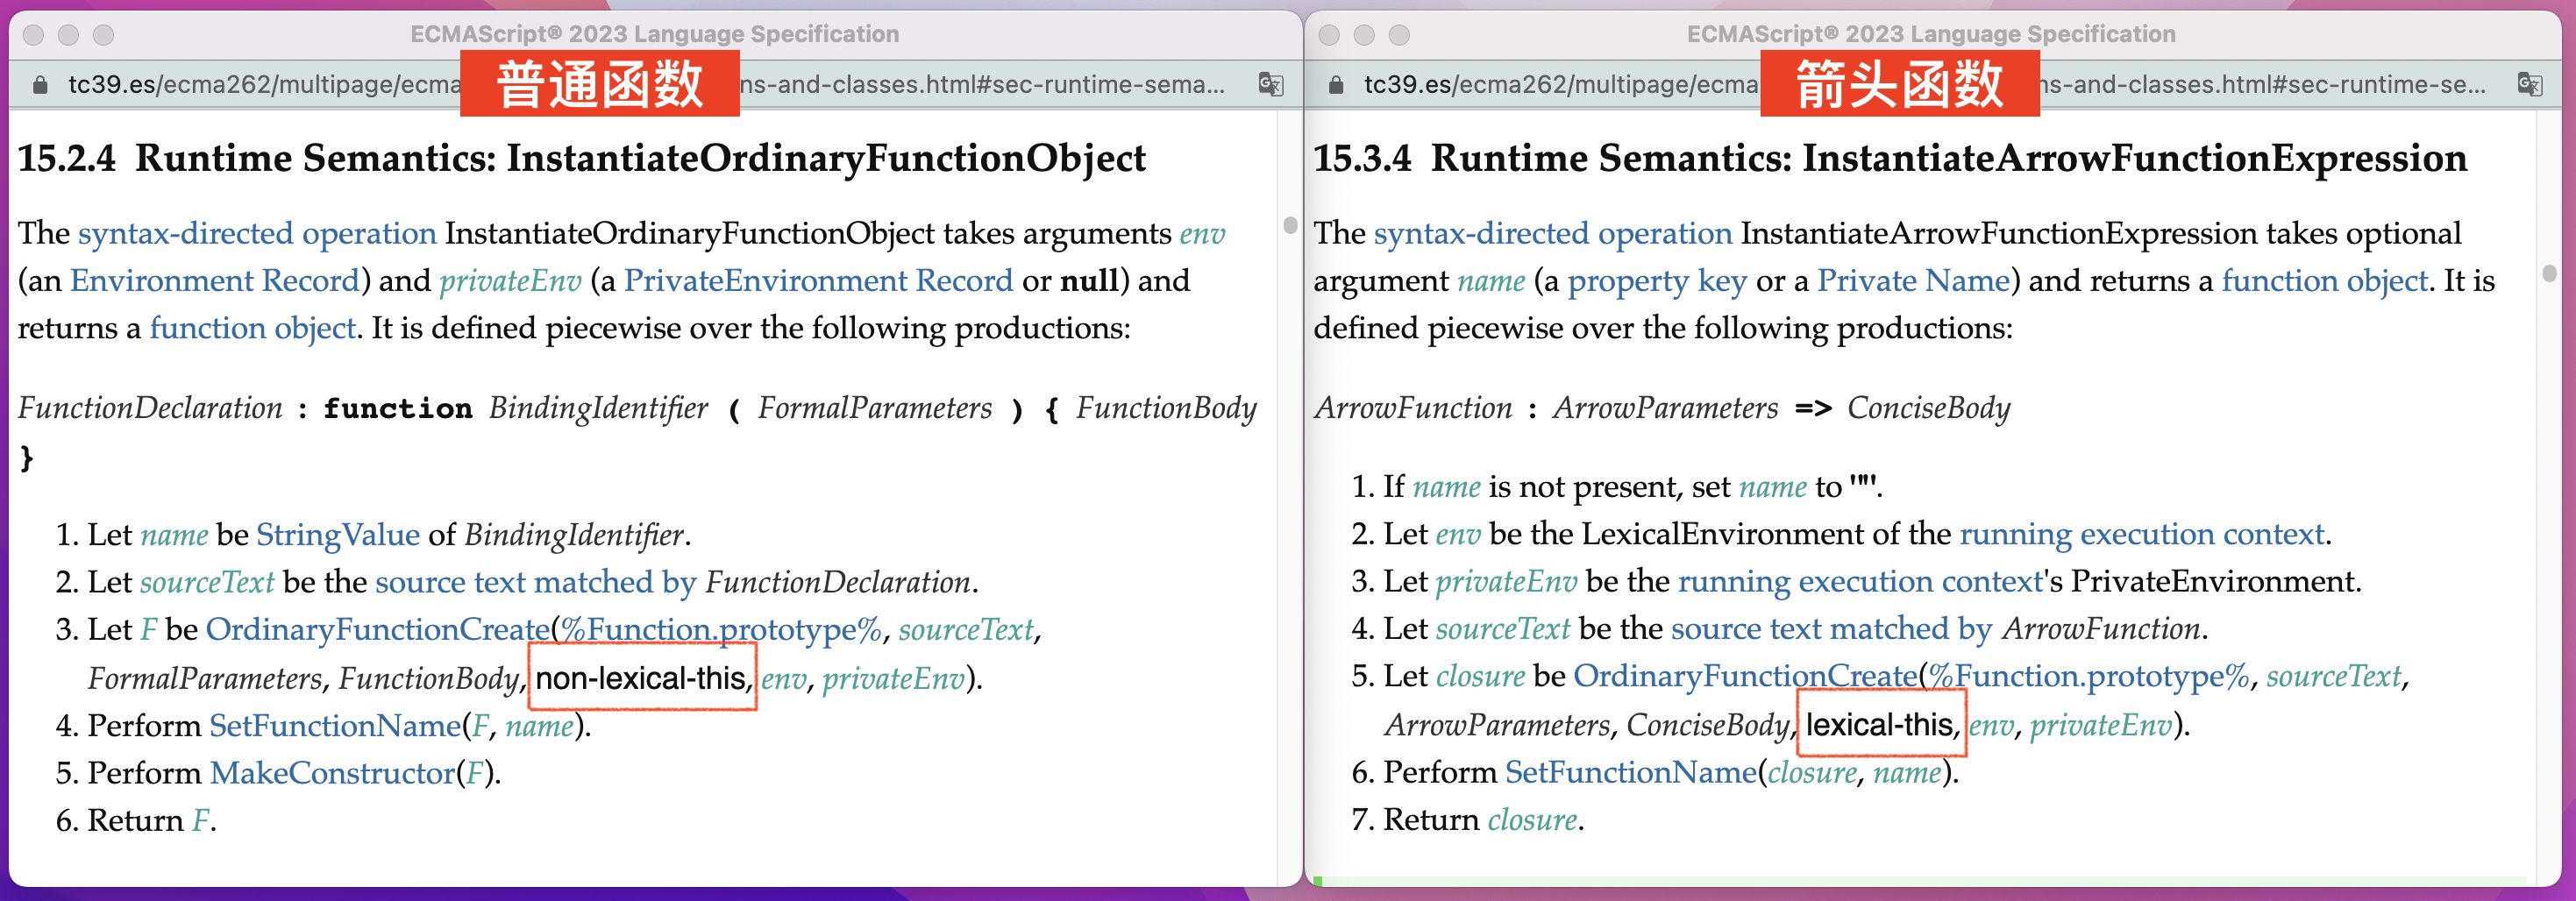 ECMAScript® 2023 Language Specification
普通函数
tc39.es/ecma262/multipage/ecma ns-and-classes.html#sec-runtime-sema...
15.2.4 Runtime Semantics: InstantiateOrdinaryFunctionObject
The syntax-directed operation InstantiateOrdinaryFunctionObject takes arguments env
(an Environment Record) and privateEnv (a PrivateEnvironment Record or null) and
returns a function object. It is defined piecewise over the following productions:
FunctionDeclaration : function BindingIdentifier ( FormalParameters ) { FunctionBody
}
1. Let name be StringValue of BindingIdentifier.
2. Let sourceText be the source text matched by FunctionDeclaration.
3. Let F be OrdinaryFunctionCreate(%Function.prototype%, sourceText,
FormalParameters, FunctionBody, non-lexical-this, env, privateEnv).
4. Perform SetFunctionName(F, name).
5. Perform MakeConstructor(F).
6. Return F.
ECMAScript® 2023 Language Specification
箭头函数
tc39.es/ecma262/multipage/ecma ns-and-classes.html#sec-runtime-se...
15.3.4 Runtime Semantics: InstantiateArrowFunctionExpression
The syntax-directed operation InstantiateArrowFunctionExpression takes optional
argument name (a property key or a Private Name) and returns a function object. It is
defined piecewise over the following productions:
ArrowFunction : ArrowParameters => ConciseBody
1. If name is not present, set name to "".
2. Let env be the LexicalEnvironment of the running execution context.
3. Let privateEnv be the running execution context's PrivateEnvironment.
4. Let sourceText be the source text matched by ArrowFunction.
5. Let closure be OrdinaryFunctionCreate(%Function.prototype%, sourceText,
ArrowParameters, ConciseBody, lexical-this, env, privateEnv).
6. Perform SetFunctionName(closure, name).
7. Return closure.